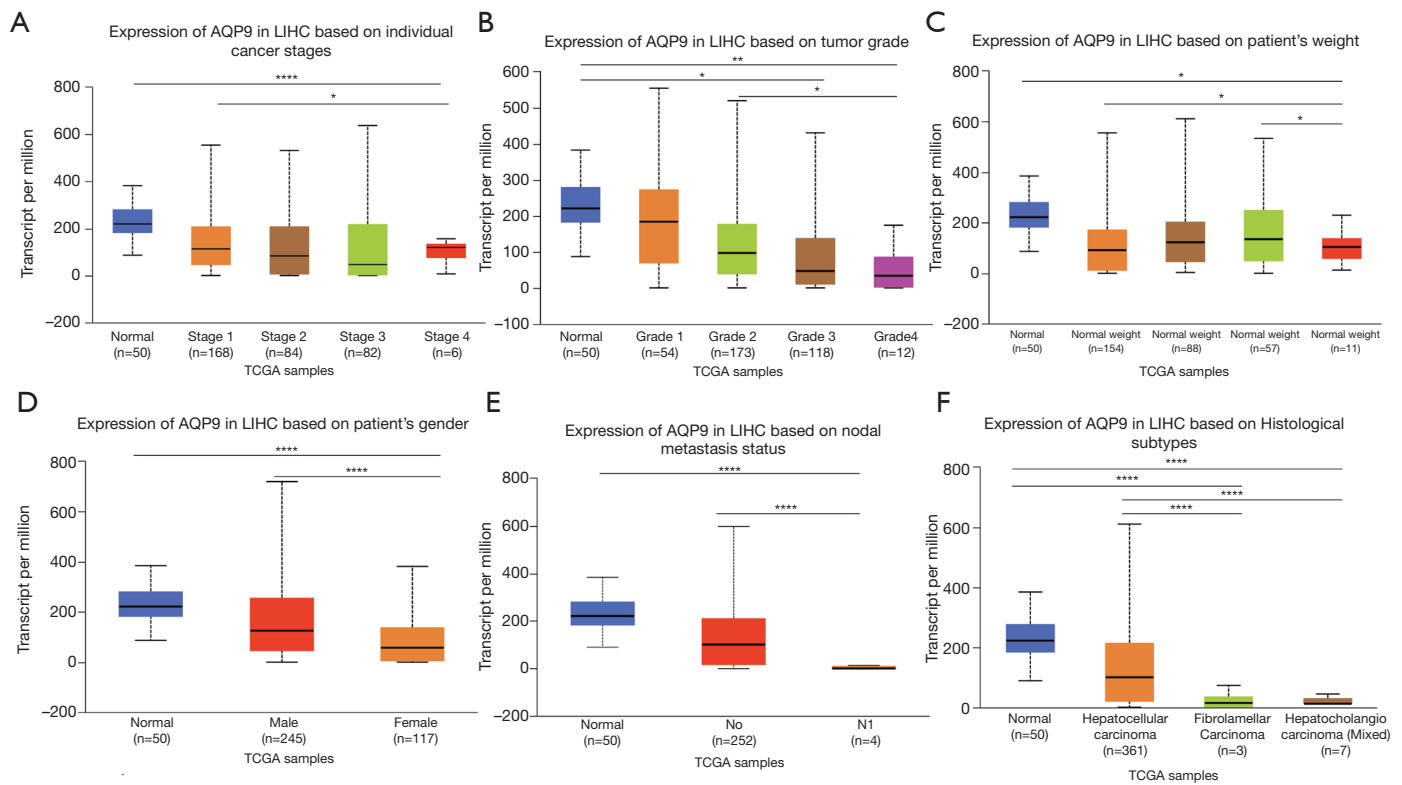 A
Expression of AQP9 in LIHC based on individual
cancer stages
****
*
Transcript per million
800
600
400
200
0
–200
Normal
(n=50)
Stage 1
(n=168)
Stage 2
(n=84)
Stage 3
(n=82)
Stage 4
(n=6)
TCGA samples
B
Expression of AQP9 in LIHC based on tumor grade
**
*
*
Transcript per million
600
500
400
300
200
100
0
–100
Normal
(n=50)
Grade 1
(n=54)
Grade 2
(n=173)
Grade 3
(n=118)
Grade4
(n=12)
TCGA samples
C
Expression of AQP9 in LIHC based on patient's weight
*
*
*
Transcript per million
800
600
400
200
0
–200
Normal
(n=50)
Normal weight
(n=154)
Normal weight
(n=88)
Normal weight
(n=57)
Normal weight
(n=11)
TCGA samples
D
Expression of AQP9 in LIHC based on patient's gender
****
****
Transcript per million
800
600
400
200
0
–200
Normal
(n=50)
Male
(n=245)
Female
(n=117)
TCGA samples
E
Expression of AQP9 in LIHC based on nodal
metastasis status
****
****
Transcript per million
800
600
400
200
0
–200
Normal
(n=50)
No
(n=252)
N1
(n=4)
TCGA samples
F
Expression of AQP9 in LIHC based on Histological
subtypes
****
****
****
****
Transcript per million
800
600
400
200
0
Normal
(n=50)
Hepatocellular
carcinoma
(n=361)
Fibrolamellar
Carcinoma
(n=3)
Hepatocholangio
carcinoma (Mixed)
(n=7)
TCGA samples